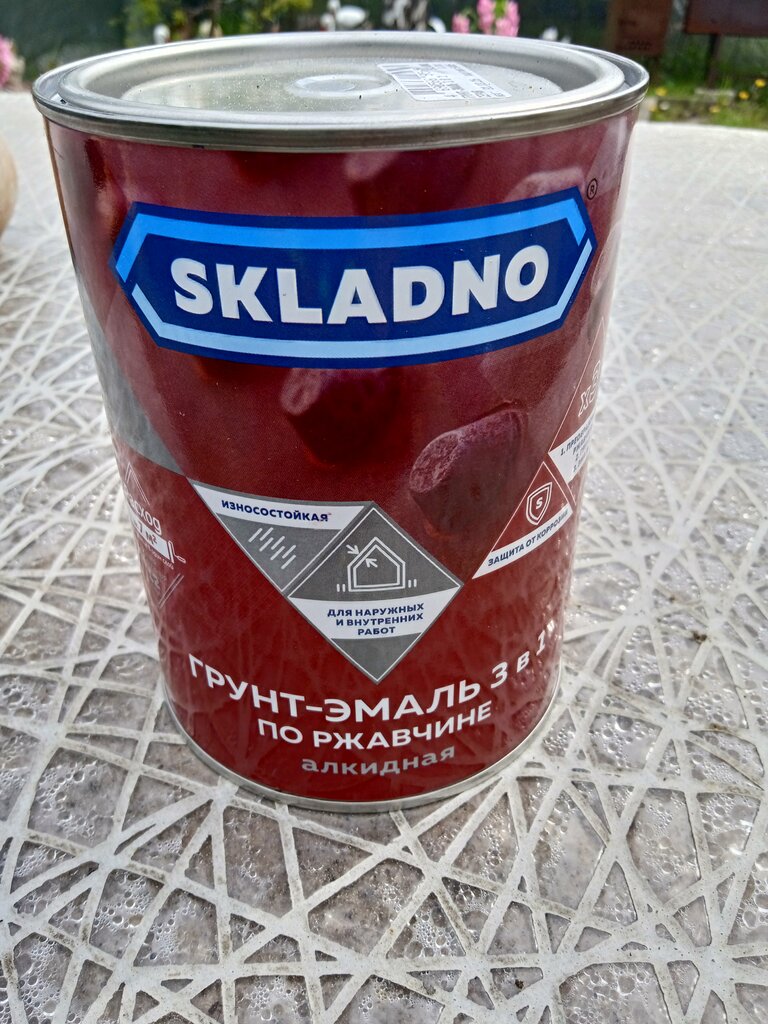 SKLADNO
®
ИЗНОСОСТОЙКАЯ
ДЛЯ НАРУЖНЫХ
И ВНУТРЕННИХ
РАБОТ
ЗАЩИТА ОТ КОРРОЗИИ
S
ГРУНТ-ЭМАЛЬ 3 в 1
ПО РЖАВЧИНЕ
алкидная